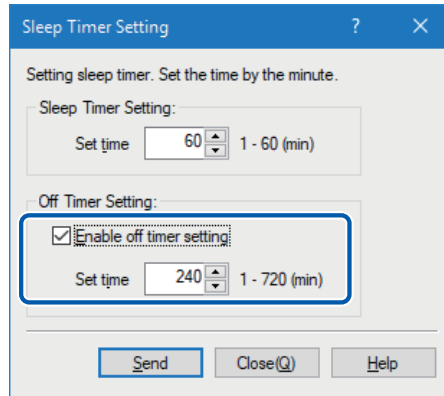 Sleep Timer Setting ? ×
Setting sleep timer. Set the time by the minute.
Sleep Timer Setting:
Set time 60 1 - 60 (min)
Off Timer Setting:
Enable off timer setting
Set time 240 1 - 720 (min)
Send Close(Q) Help